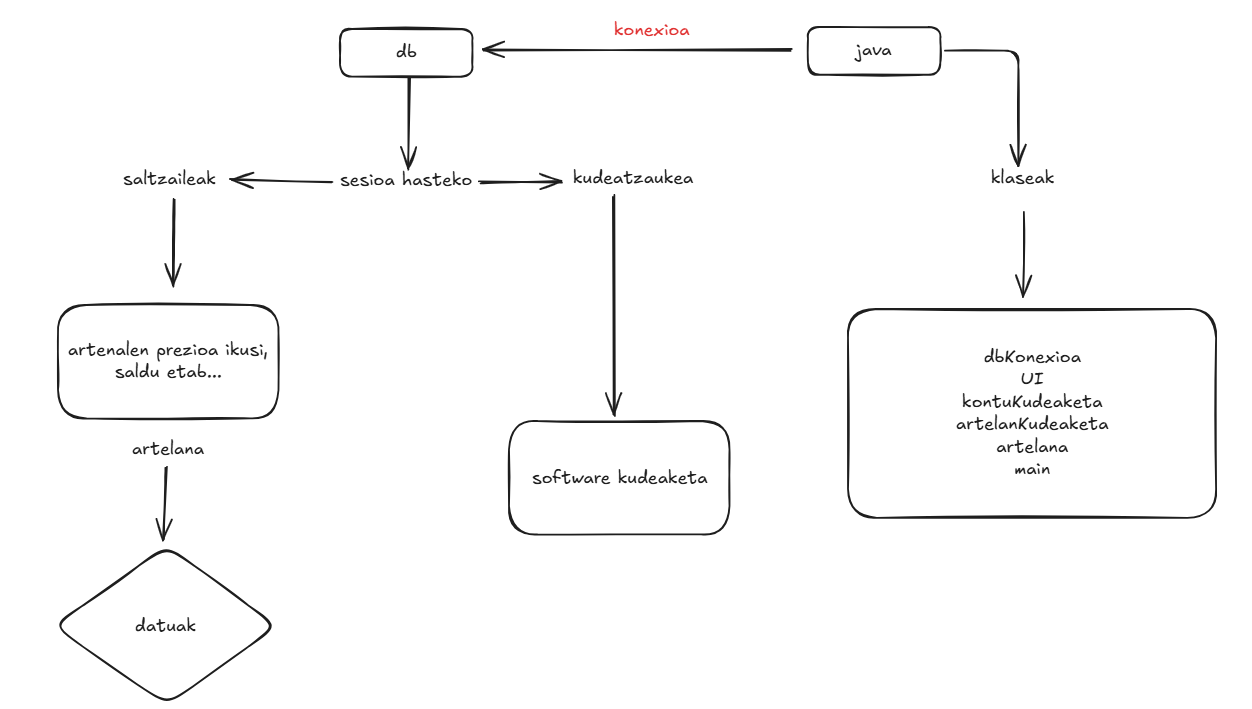 konexioa
db
java
saltzaileak
sesioa hasteko
kudeatzaukea
klaseak
artenalen prezioa ikusi,
saldu etab...
artelana
datuak
software kudeaketa
dbKonexioa
UI
kontuKudeaketa
artelanKudeaketa
artelana
main